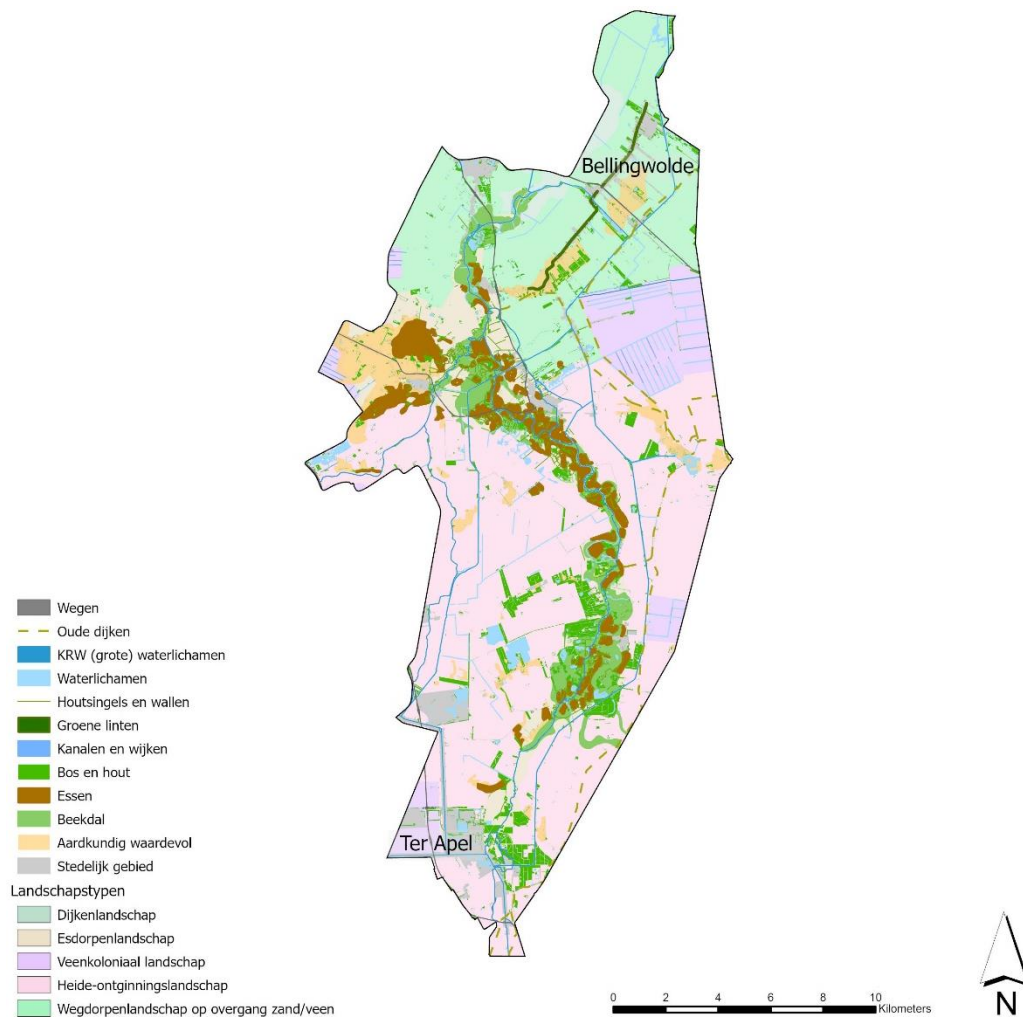 Bellingwolde
Ter Apel
Wegen
Oude dijken
KRW (grote) waterlichamen
Waterlichamen
Houtsingels en wallen
Groene linten
Kanalen en wijken
Bos en hout
Essen
Beekdal
Aardkundig waardevol
Stedelijk gebied
Landschapstypen
Dijkenlandschap
Esdorpenlandschap
Veenkoloniaal landschap
Heide-ontginningslandschap
Wegdorpenlandschap op overgang zand/veen
0 2 4 6 8 10
Kilometers
N